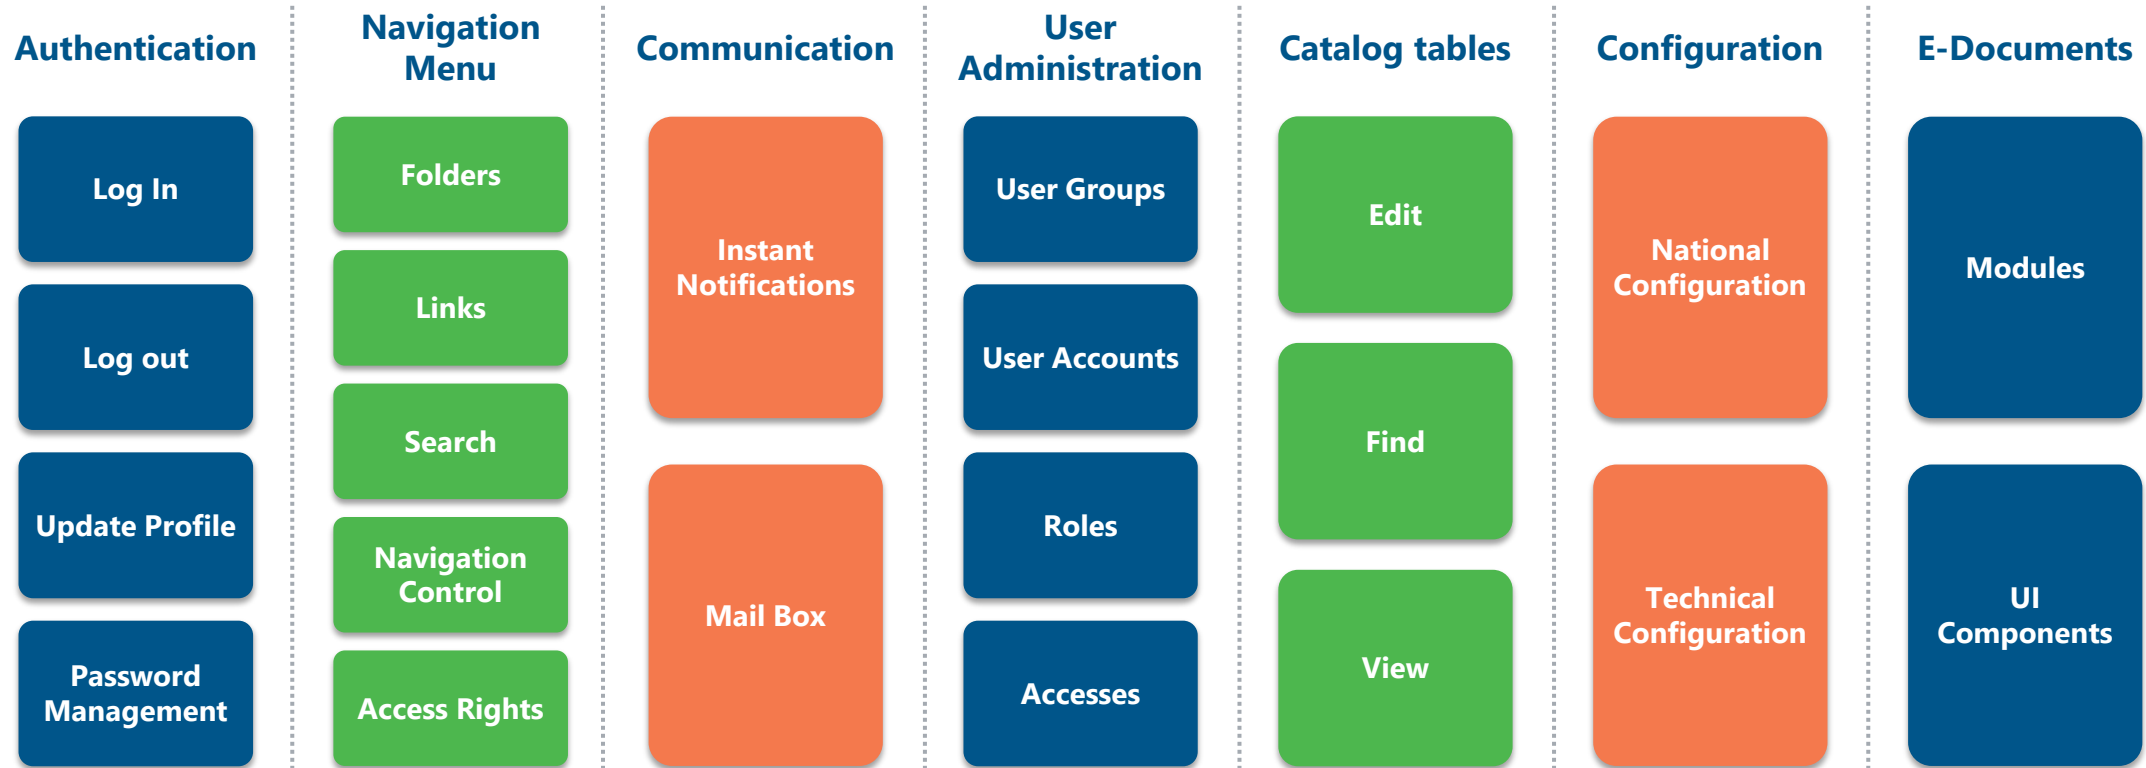 Authentication
Log In
Log out
Update Profile
Password
Management
Navigation
Menu
Folders
Links
Search
Navigation
Control
Access Rights
Communication
Instant
Notifications
Mail Box
User
Administration
User Groups
User Accounts
Roles
Accesses
Catalog tables
Edit
Find
View
Configuration
National
Configuration
Technical
Configuration
E-Documents
Modules
UI
Components